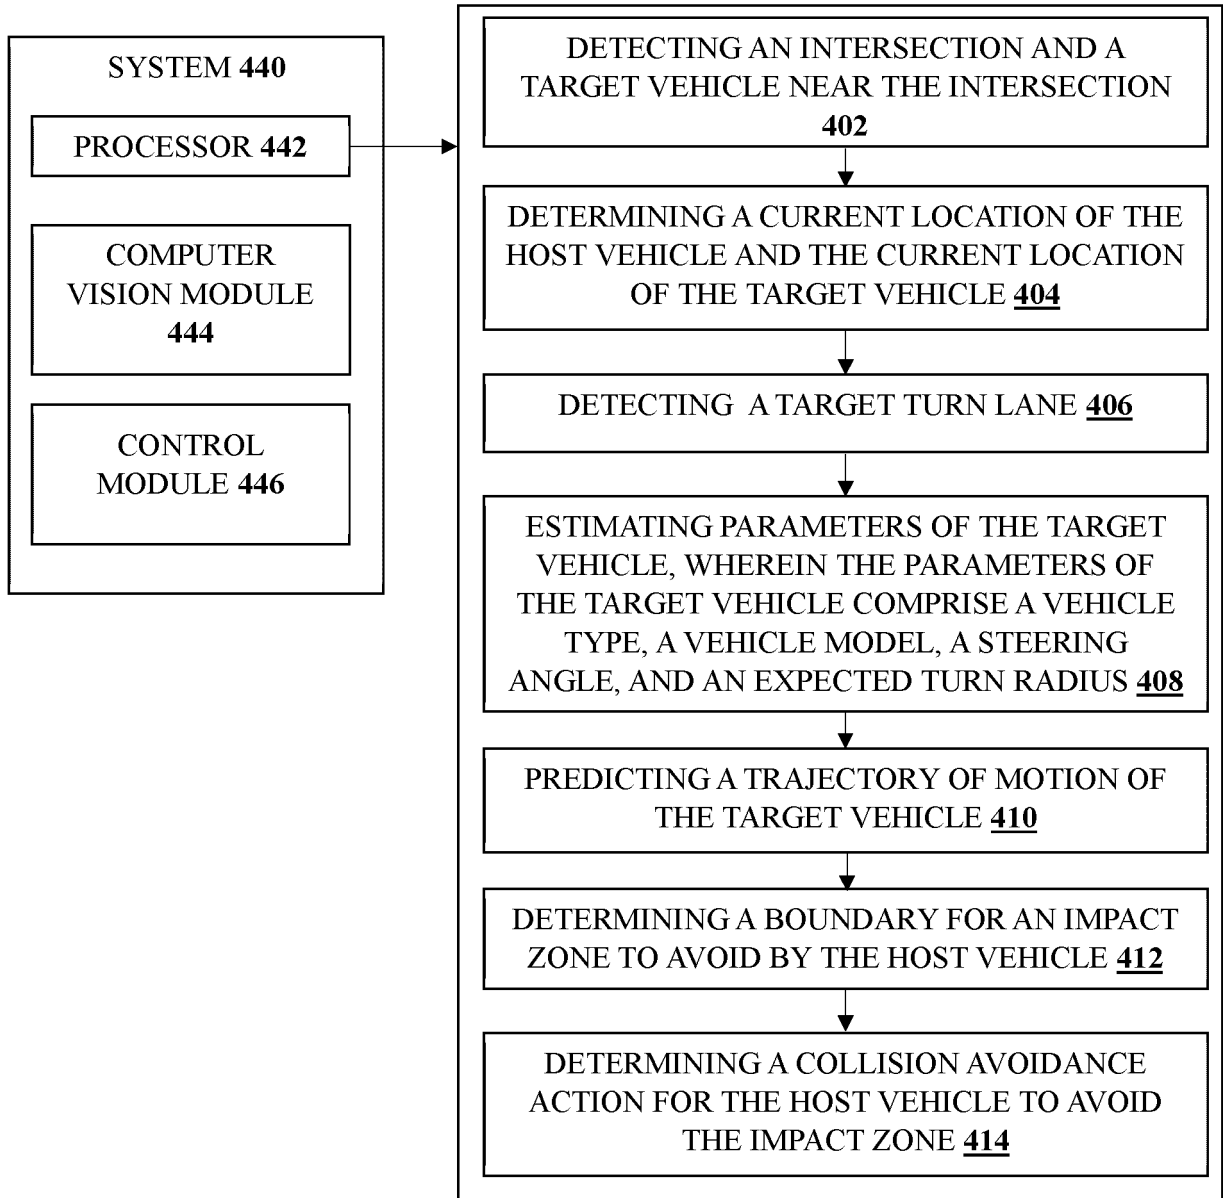 SYSTEM 440
PROCESSOR 442
COMPUTER
VISION MODULE
444
CONTROL
MODULE 446
DETECTING AN INTERSECTION AND A
TARGET VEHICLE NEAR THE INTERSECTION
402
DETERMINING A CURRENT LOCATION OF THE
HOST VEHICLE AND THE CURRENT LOCATION
OF THE TARGET VEHICLE 404
DETECTING A TARGET TURN LANE 406
ESTIMATING PARAMETERS OF THE TARGET
VEHICLE, WHEREIN THE PARAMETERS OF
THE TARGET VEHICLE COMPRISE A VEHICLE
TYPE, A VEHICLE MODEL, A STEERING
ANGLE, AND AN EXPECTED TURN RADIUS 408
PREDICTING A TRAJECTORY OF MOTION OF
THE TARGET VEHICLE 410
DETERMINING A BOUNDARY FOR AN IMPACT
ZONE TO AVOID BY THE HOST VEHICLE 412
DETERMINING A COLLISION AVOIDANCE
ACTION FOR THE HOST VEHICLE TO AVOID
THE IMPACT ZONE 414